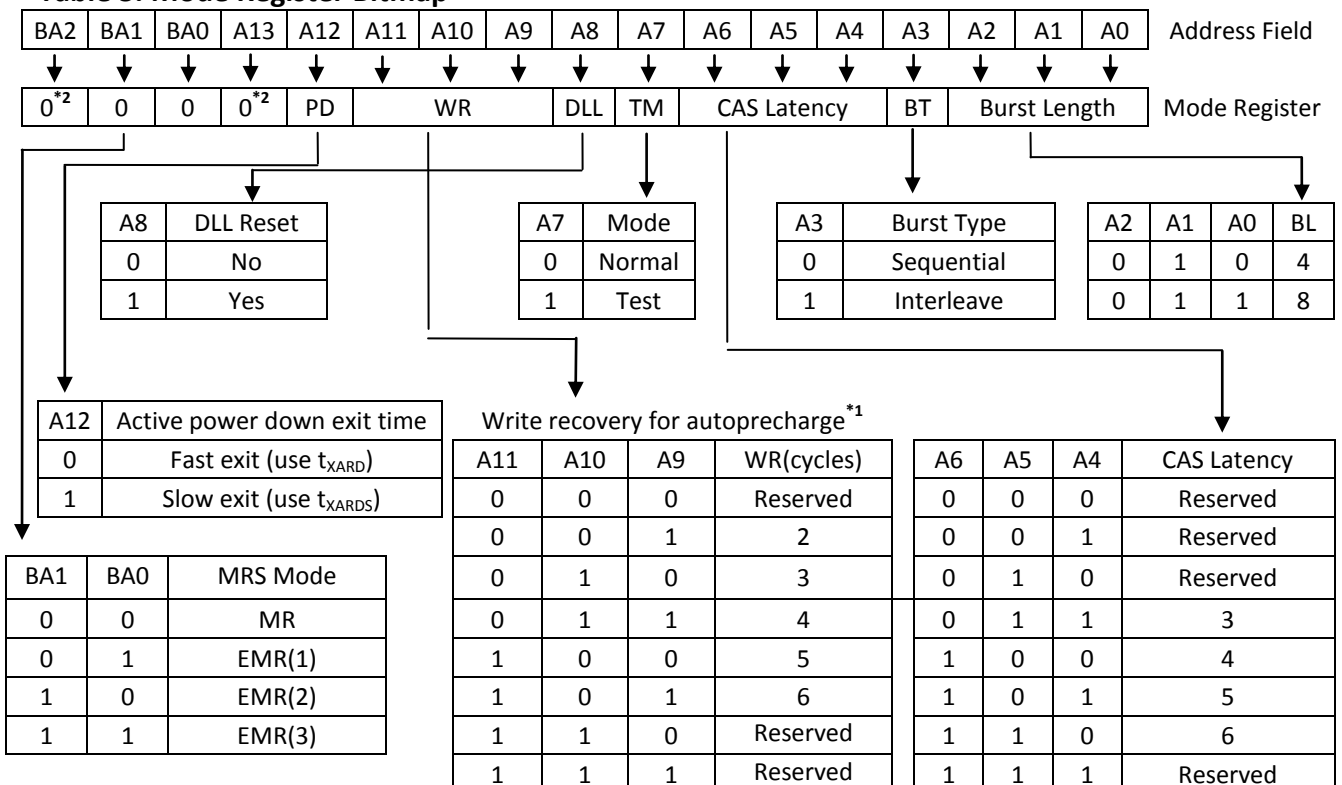 Table 5. Mode Register Bitmap
BA2 BA1 BA0 A13 A12 A11 A10 A9 A8 A7 A6 A5 A4 A3 A2 A1 A0 Address Field
0*2 0 0 0*2 PD WR DLL TM CAS Latency BT Burst Length Mode Register
A8 DLL Reset
0 No
1 Yes
A7 Mode
0 Normal
1 Test
A3 Burst Type
0 Sequential
1 Interleave
A2 A1 A0 BL
0 1 0 4
0 1 1 8
A12 Active power down exit time
0 Fast exit (use tXARD)
1 Slow exit (use tXARDS)
BA1 BA0 MRS Mode
0 0 MR
0 1 EMR(1)
1 0 EMR(2)
1 1 EMR(3)
Write recovery for autoprecharge*1
A11 A10 A9 WR(cycles)
0 0 0 Reserved
0 0 1 2
0 1 0 3
0 1 1 4
1 0 0 5
1 0 1 6
1 1 0 Reserved
1 1 1 Reserved
A6 A5 A4 CAS Latency
0 0 0 Reserved
0 0 1 Reserved
0 1 0 Reserved
0 1 1 3
1 0 0 4
1 0 1 5
1 1 0 6
1 1 1 Reserved